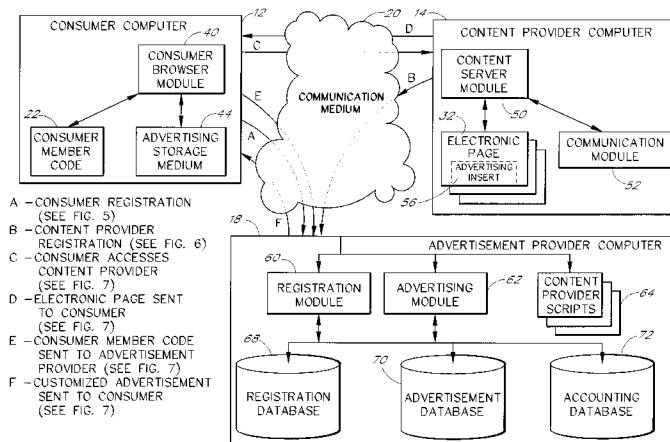 CONSUMER COMPUTER
12
40
CONSUMER
BROWSER
MODULE
22
CONSUMER
MEMBER
CODE
44
ADVERTISING
STORAGE
MEDIUM
20
COMMUNICATION
MEDIUM
D
C
B
E
A
F
14
CONTENT PROVIDER COMPUTER
CONTENT
SERVER
MODULE
50
32
ELECTRONIC
PAGE
ADVERTISING
INSERT
56
COMMUNICATION
MODULE
52
A – CONSUMER REGISTRATION
(SEE FIG. 5)
B – CONTENT PROVIDER
REGISTRATION (SEE FIG. 6)
C – CONSUMER ACCESSES
CONTENT PROVIDER
(SEE FIG. 7)
D – ELECTRONIC PAGE SENT
TO CONSUMER
(SEE FIG. 7)
E – CONSUMER MEMBER CODE
SENT TO ADVERTISEMENT
PROVIDER (SEE FIG. 7)
F – CUSTOMIZED ADVERTISEMENT
SENT TO CONSUMER
(SEE FIG. 7)
18
ADVERTISEMENT PROVIDER COMPUTER
60
REGISTRATION
MODULE
ADVERTISING
MODULE
62
CONTENT
PROVIDER
SCRIPTS
64
68
REGISTRATION
DATABASE
70
ADVERTISEMENT
DATABASE
72
ACCOUNTING
DATABASE